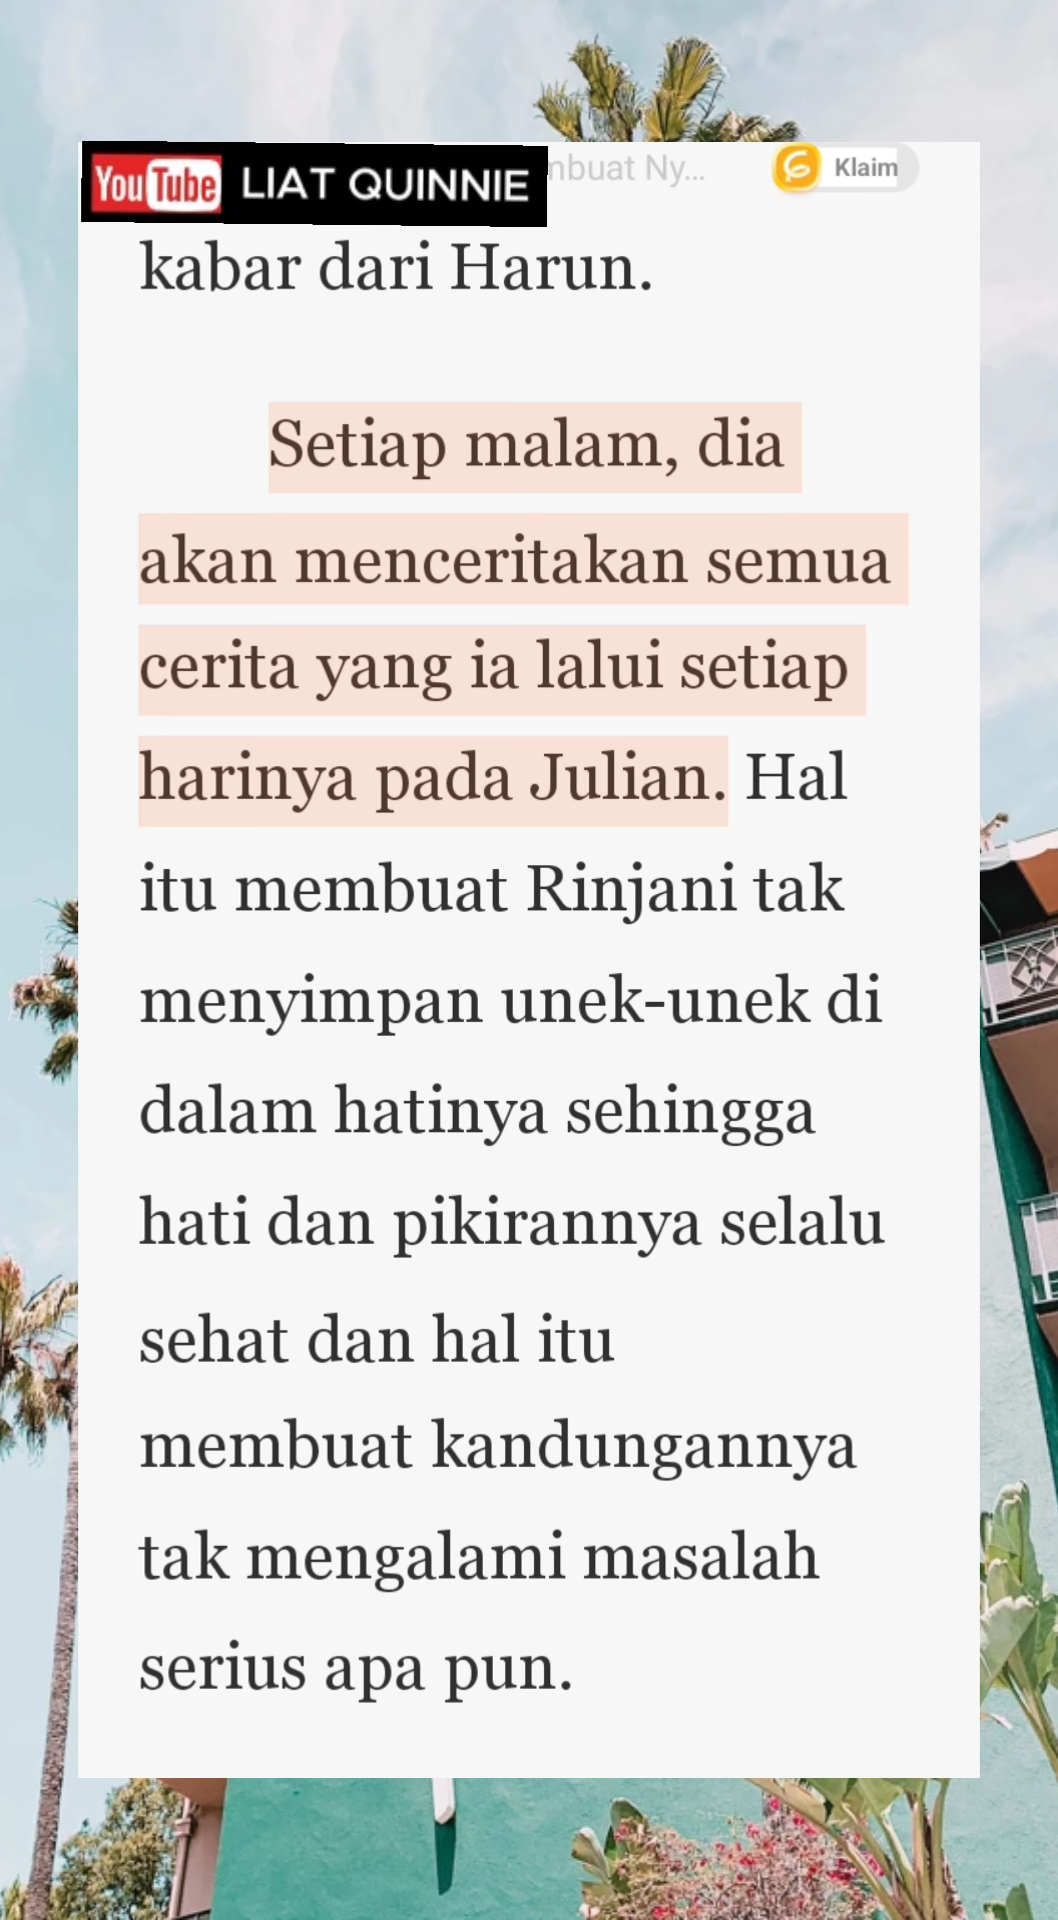 YouTube LIAT QUINNIE mbuat Ny... Klaim
kabar dari Harun.
Setiap malam, dia
akan menceritakan semua
cerita yang ia lalui setiap
harinya pada Julian. Hal
itu membuat Rinjani tak
menyimpan unek-unek di
dalam hatinya sehingga
hati dan pikirannya selalu
sehat dan hal itu
membuat kandungannya
tak mengalami masalah
serius apa pun.